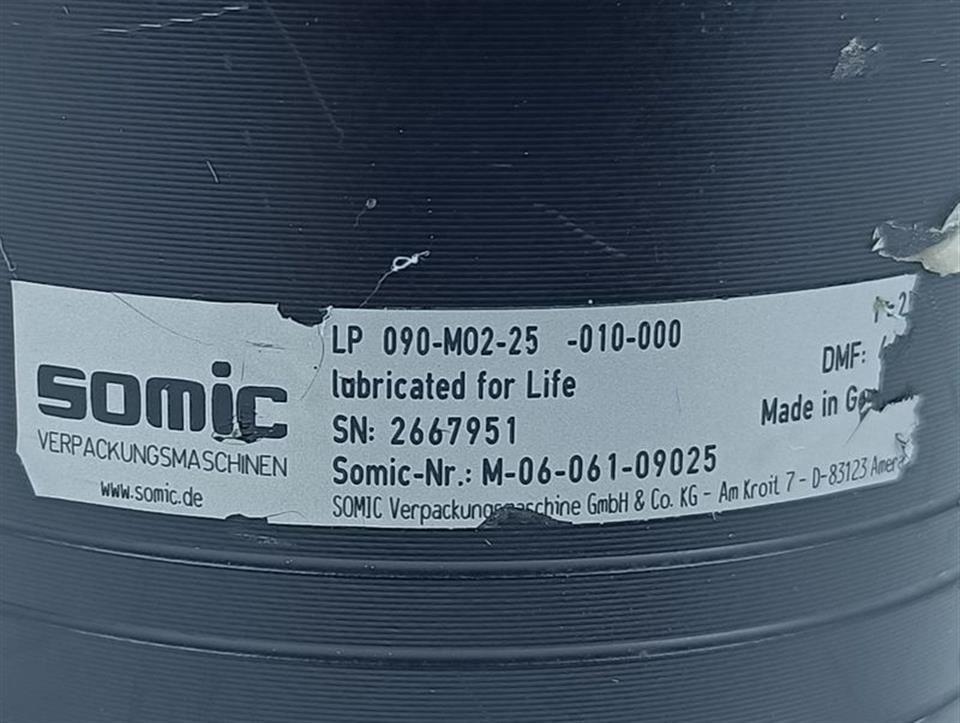 somic
VERPACKUNGSMASCHINEN
www.somic.de
LP 090-M02-25 -010-000
lubricated for Life
SN: 2667951
Somic-Nr.: M-06-061-09025
SOMIC GmbH & Co. KG - Am Kroit 7 - D-83123
DMF:
Made in